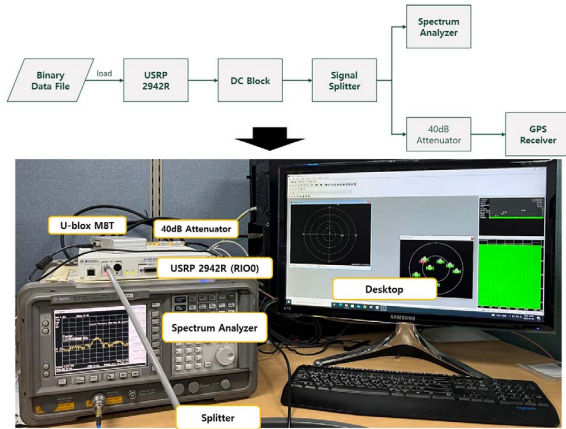 Spectrum
Analyzer
Binary
Data File
load
USRP
2942R
DC Block
Signal
Splitter
40dB
Attenuator
GPS
Receiver
U-blox M8T
40dB Attenuator
USRP 2942R (RIO0)
Desktop
Spectrum Analyzer
SAMSUNG
Splitter